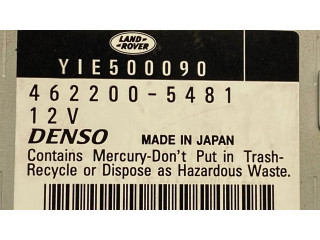 LAND-
-ROVER
YIE500090
462200-5481
12V
DENSO MADE IN JAPAN
Contains Mercury-Don't Put in Trash-
Recycle or Dispose as Hazardous Waste.